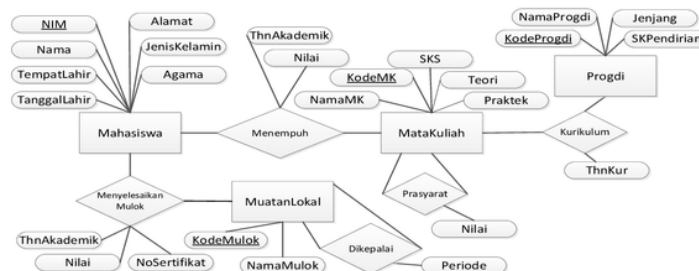 NIM
Alamat
Nama
JenisKelamin
TempatLahir
Agama
TanggalLahir
Mahasiswa
ThnAkademik
Nilai
Menempuh
SKS
KodeMK
Teori
NamaMK
Praktek
MataKuliah
NamaProgdi
Jenjang
KodeProgdi
SKPendirian
Progdi
Kurikulum
ThnKur
Prasyarat
Nilai
Menyelesaikan
Mulok
ThnAkademik
Nilai
NoSertifikat
MuatanLokal
KodeMulok
NamaMulok
Dikepalai
Periode